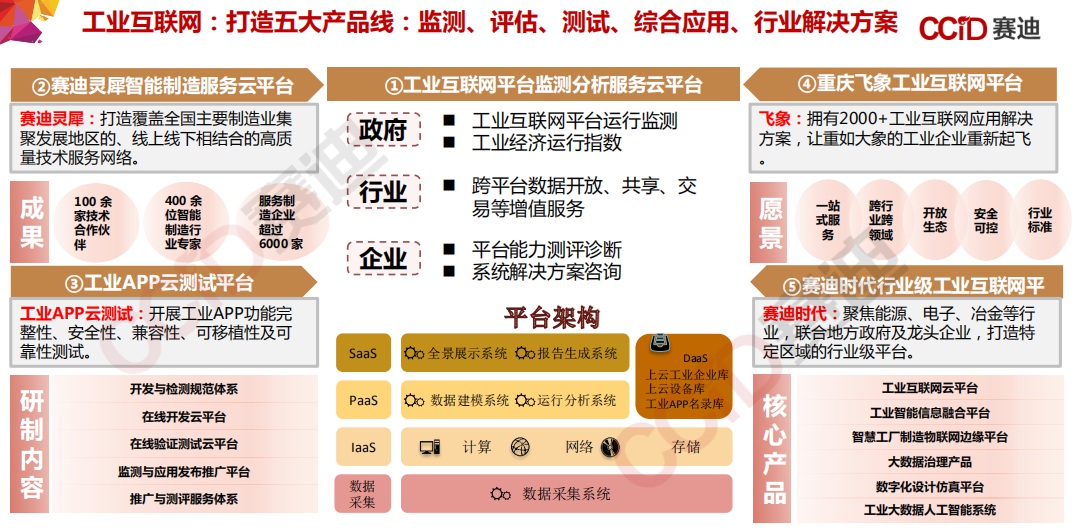 工业互联网：打造五大产品线：监测、评估、测试、综合应用、行业解决方案
CCID 赛迪
②赛迪灵犀智能制造服务云平台
赛迪灵犀：打造覆盖全国主要制造业集
聚发展地区的、线上线下相结合的高质
量技术服务网络。
成果
100 余
家技术
合作伙
伴
400 余
位智能
制造行
业专家
服务制
造企业
超过
6000 家
③工业APP云测试平台
工业APP云测试：开展工业APP功能完
整性、安全性、兼容性、可移植性及可
靠性测试。
研制内容
开发与检测规范体系
在线开发云平台
在线验证测试云平台
监测与应用发布推广平台
推广与测评服务体系
①工业互联网平台监测分析服务云平台
政府
■ 工业互联网平台运行监测
■ 工业经济运行指数
行业
■ 跨平台数据开放、共享、交
易等增值服务
企业
■ 平台能力测评诊断
■ 系统解决方案咨询
平台架构
SaaS
全景展示系统 报告生成系统
PaaS
数据建模系统 运行分析系统
DaaS
上云工业企业库
上云设备库
工业APP名录库
IaaS
计算 网络 存储
数据
采集
数据采集系统
④重庆飞象工业互联网平台
飞象：拥有2000+工业互联网应用解决
方案，让重如大象的工业企业重新起飞
。
愿景
一站
式服
务
跨行
业跨
领域
开放
生态
安全
可控
行业
标准
⑤赛迪时代行业级工业互联网平
赛迪时代：聚焦能源、电子、冶金等行
业，联合地方政府及龙头企业，打造特
定区域的行业级平台。
核心产品
工业互联网云平台
工业智能信息融合平台
智慧工厂制造物联网边缘平台
大数据治理产品
数字化设计仿真平台
工业大数据人工智能系统
CCID 赛迪
CCID 赛迪